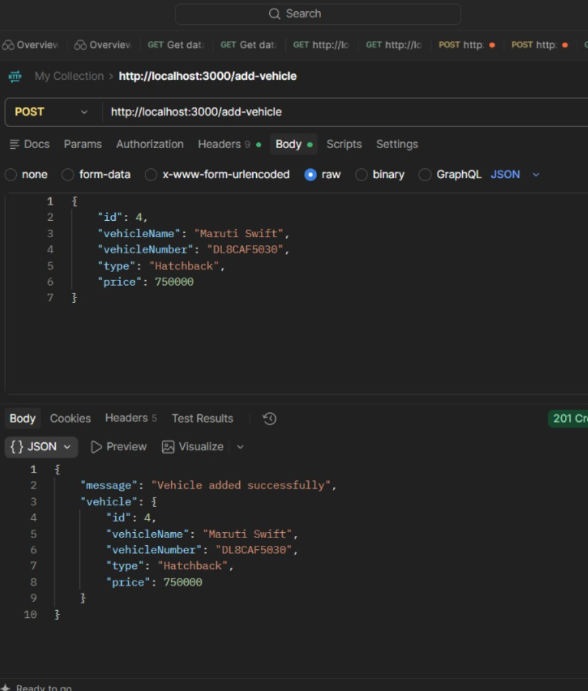 Search
Overview Overview GET Get dat GET Get dat GET http://lo GET http://lo POST http: POST http:
HTTP My Collection > http://localhost:3000/add-vehicle
POST http://localhost:3000/add-vehicle
Docs Params Authorization Headers 9 Body Scripts Settings
none form-data x-www-form-urlencoded raw binary GraphQL JSON
1 {
2 "id": 4,
3 "vehicleName": "Maruti Swift",
4 "vehicleNumber": "DL8CAF5030",
5 "type": "Hatchback",
6 "price": 750000
7 }
Body Cookies Headers 5 Test Results 201 Cr
{} JSON Preview Visualize
1 {
2 "message": "Vehicle added successfully",
3 "vehicle": {
4 "id": 4,
5 "vehicleName": "Maruti Swift",
6 "vehicleNumber": "DL8CAF5030",
7 "type": "Hatchback",
8 "price": 750000
9 }
10 }
Ready to go